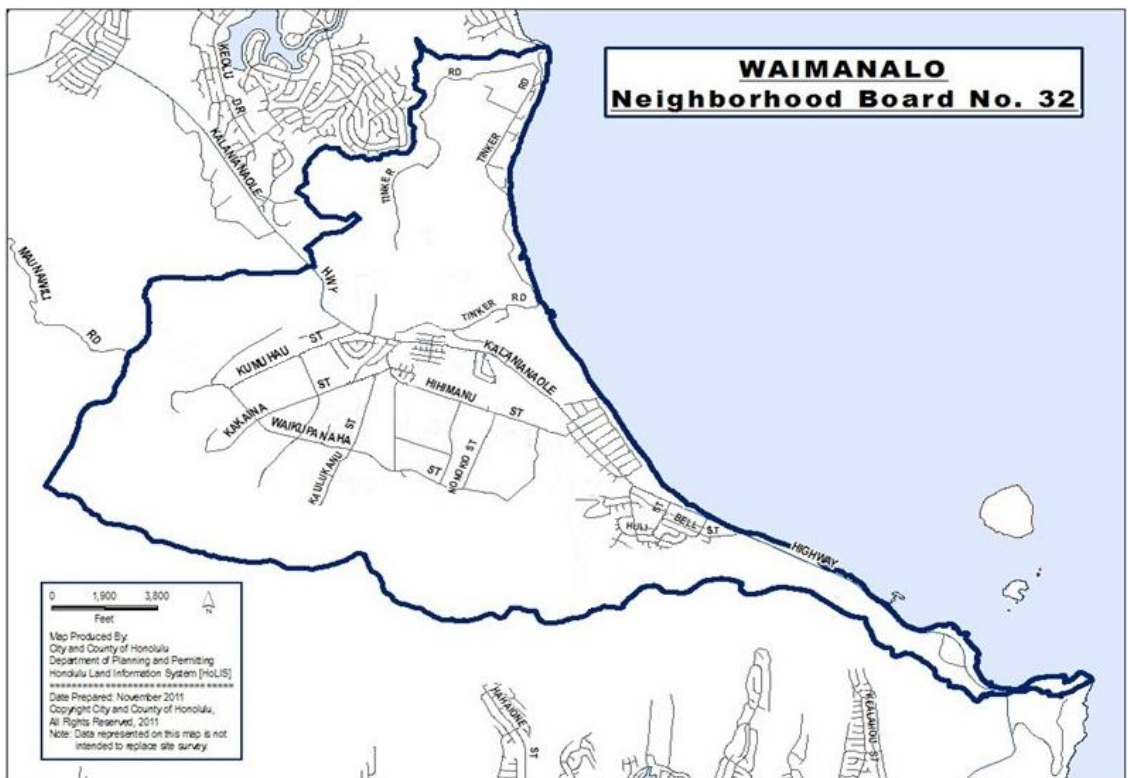 WAIMANALO
Neighborhood Board No. 32
KEOLU
DR
KALANIANAOLE
RD
RD
TINKER
TINKER
HWY
MAUNAWILI
RD
TINKER RD
KUMUHAU ST
KALANIANAOLE
ST
HIHIMANU ST
KAKAINA
WAIKUPANAHA
ST
ST
NONOKIO ST
KAULUKANU
ST
BELL ST
HULI
HIGHWAY
0 1,900 3,800
Feet
N
Map Produced By:
City and County of Honolulu
Department of Planning and Permitting
Honolulu Land Information System [HoLIS]
Date Prepared: November 2011
Copyright City and County of Honolulu,
All Rights Reserved, 2011
Note: Data represented on this map is not
intended to replace site survey.
HAHAIONE
ST
KEALAHOU ST